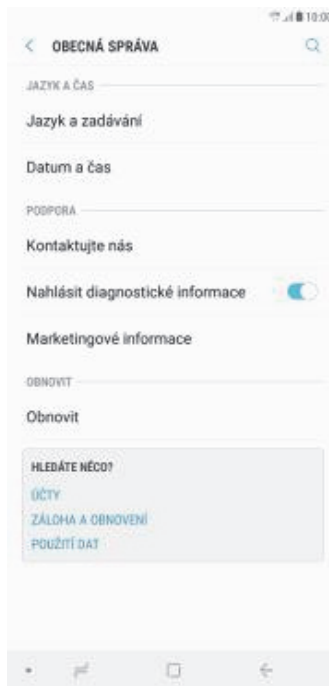 10:00
OBECNÁ SPRÁVA
JAZYK A ČAS
Jazyk a zadávání
Datum a čas
PODPORA
Kontaktujte nás
Nahlásit diagnostické informace
Marketingové informace
OBNOVIT
Obnovit
HLEDÁTE NĚCO?
ÚČTY
ZÁLOHA A OBNOVENÍ
POUŽITÍ DAT